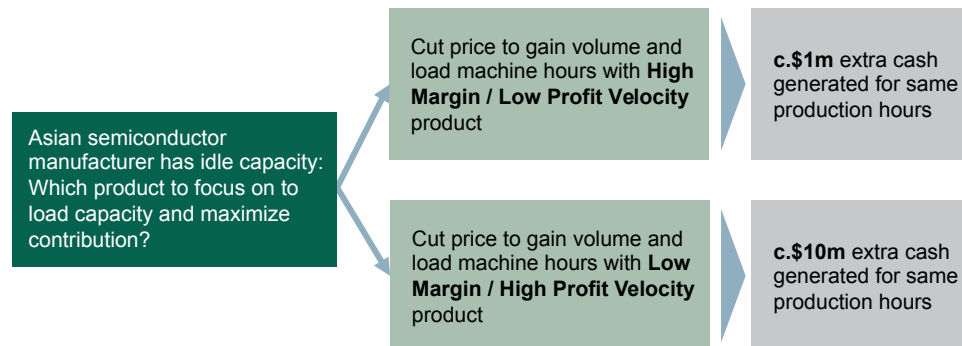 Asian semiconductor
manufacturer has idle capacity:
Which product to focus on to
load capacity and maximize
contribution?
Cut price to gain volume and
load machine hours with High
Margin / Low Profit Velocity
product
c.$1m extra cash
generated for same
production hours
Cut price to gain volume and
load machine hours with Low
Margin / High Profit Velocity
product
c.$10m extra cash
generated for same
production hours